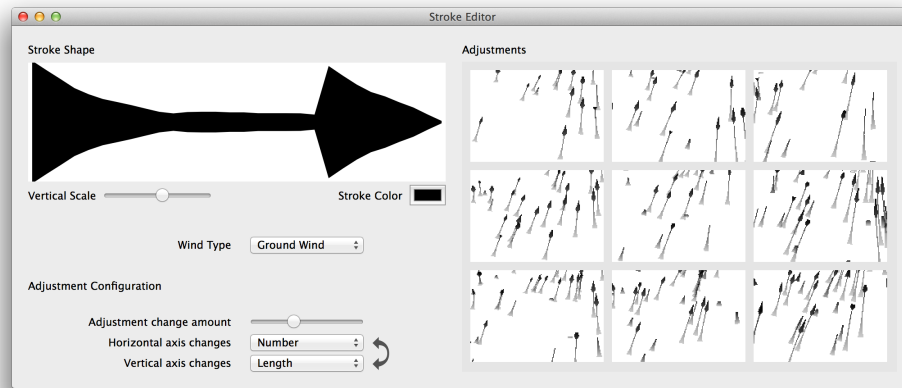 Stroke Editor
Stroke Shape
Adjustments
Vertical Scale
Stroke Color
Wind Type
Ground Wind
Adjustment Configuration
Adjustment change amount
Horizontal axis changes
Number
Vertical axis changes
Length